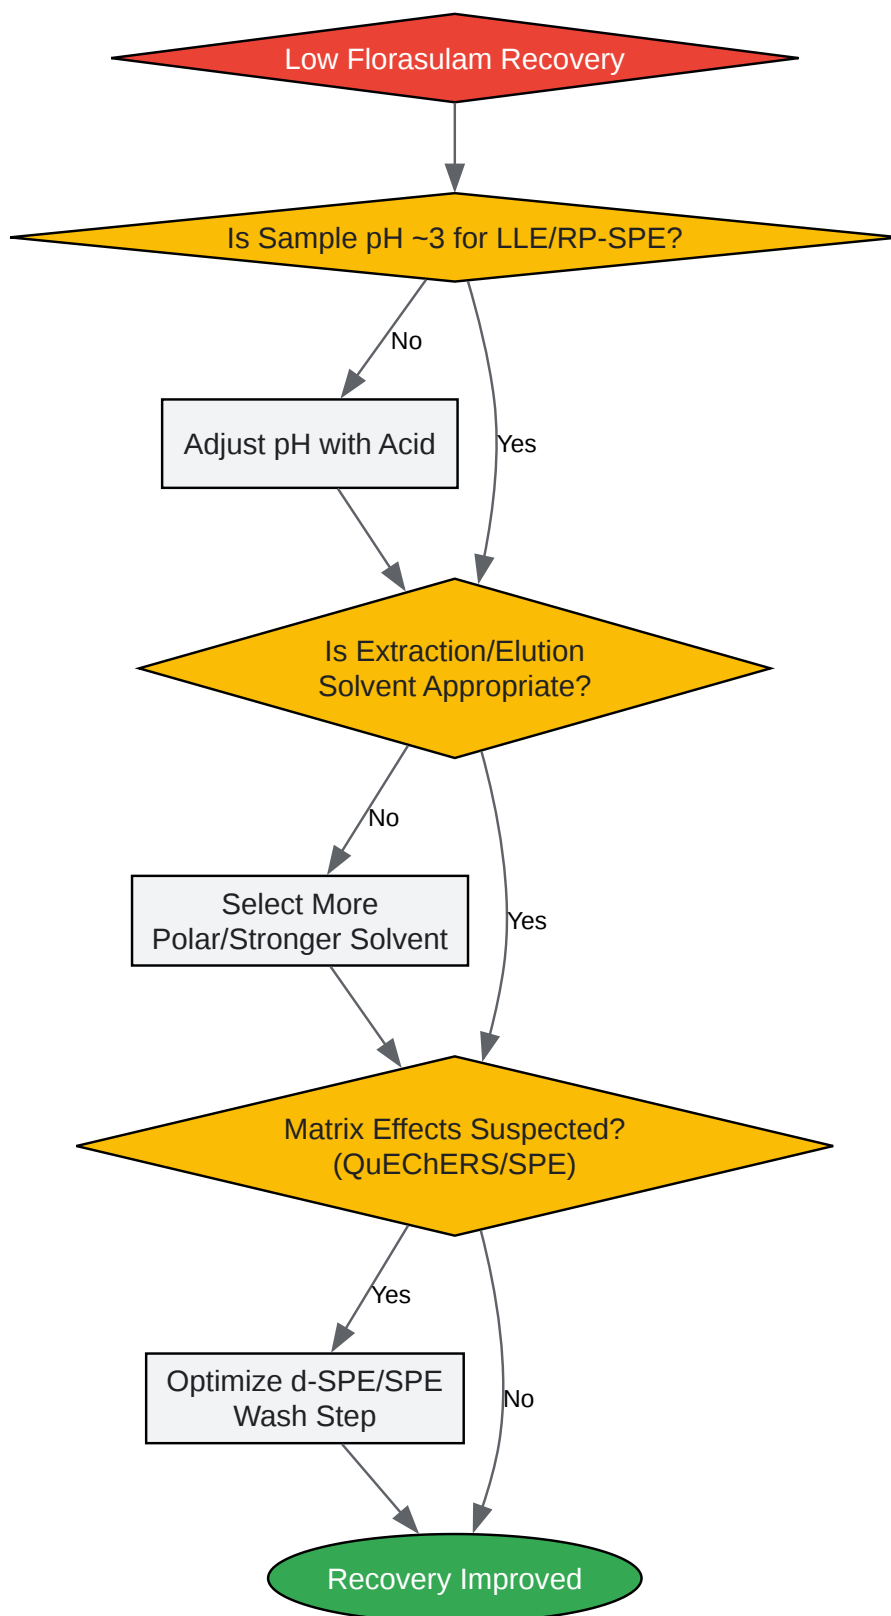 Low Florasulam Recovery
Is Sample pH ~3 for LLE/RP-SPE?
No
Adjust pH with Acid
Yes
Is Extraction/Elution
Solvent Appropriate?
No
Select More
Polar/Stronger Solvent
Yes
Matrix Effects Suspected?
(QuEChERS/SPE)
Yes
Optimize d-SPE/SPE
Wash Step
No
Recovery Improved